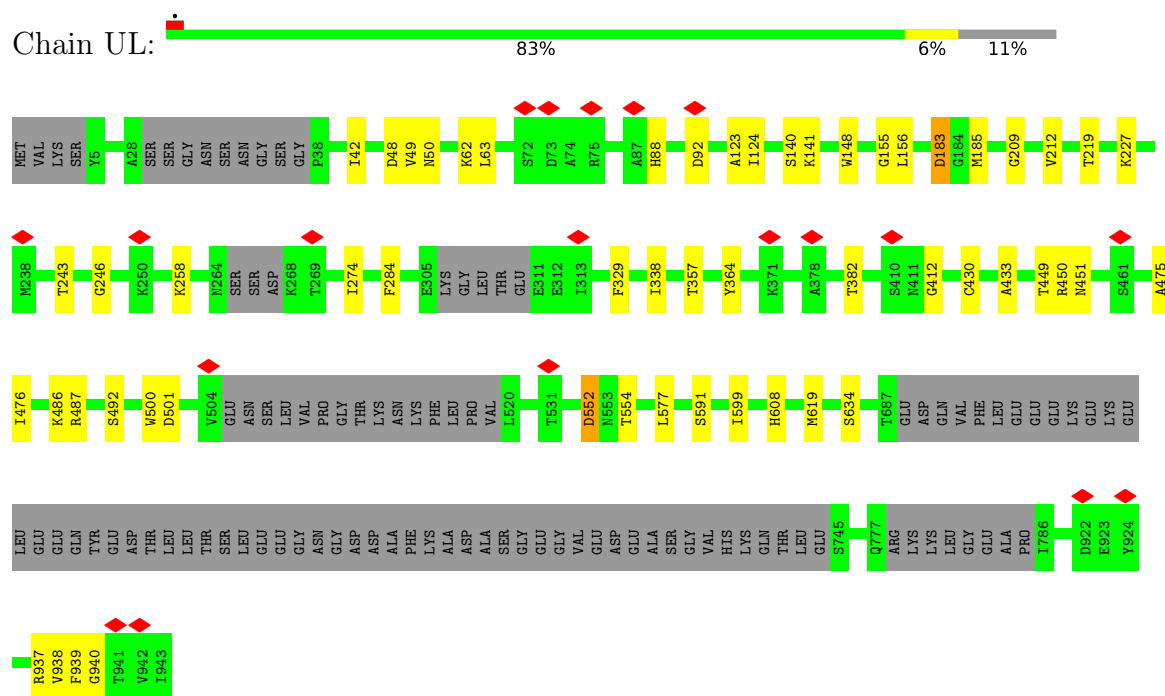 Chain UL:
83% 6% 11%
MET VAL LYS SER Y5 A28 SER SER GLY ASN SER ASN GLY SER GLY P38 I42 D48 V49 N50 K62 L63 S72 D73 A74 R75 A87 H88 D92 A123 I124 S140 K141 W148 G155 L156 D183 G184 M185 G209 V212 T219 K227
M238 T243 G246 K250 K258 N264 SER SER ASP K268 T269 I274 F284 E305 LYS GLY LEU THR GLU E311 E312 I313 F329 I338 T357 Y364 K371 A378 T382 S410 N411 G412 C430 A433 T449 R450 N451 S461 A475
I476 K486 R487 S492 W500 D501 V504 GLU ASN SER LEU VAL PRO GLY THR LYS ASN LYS PHE LEU PRO VAL L520 T531 D552 N553 T554 L577 S591 I599 H608 M619 S634 T687 GLU ASP GLN VAL PHE LEU GLU GLU GLU LYS GLU LYS GLU
LEU GLU GLU GLU GLN TYR GLU ASP THR LEU LEU THR SER LEU GLU GLU GLY ASN GLY ASP ASP ALA PHE LYS ALA ASP ALA SER GLY GLU GLY VAL GLU ASP GLU ALA SER GLY VAL HIS LYS GLN THR LEU GLU S745 Q777 ARG LYS LYS LEU GLY GLU ALA PRO I786 D922 E923 Y924
R937 V938 F939 G940 T941 V942 I943